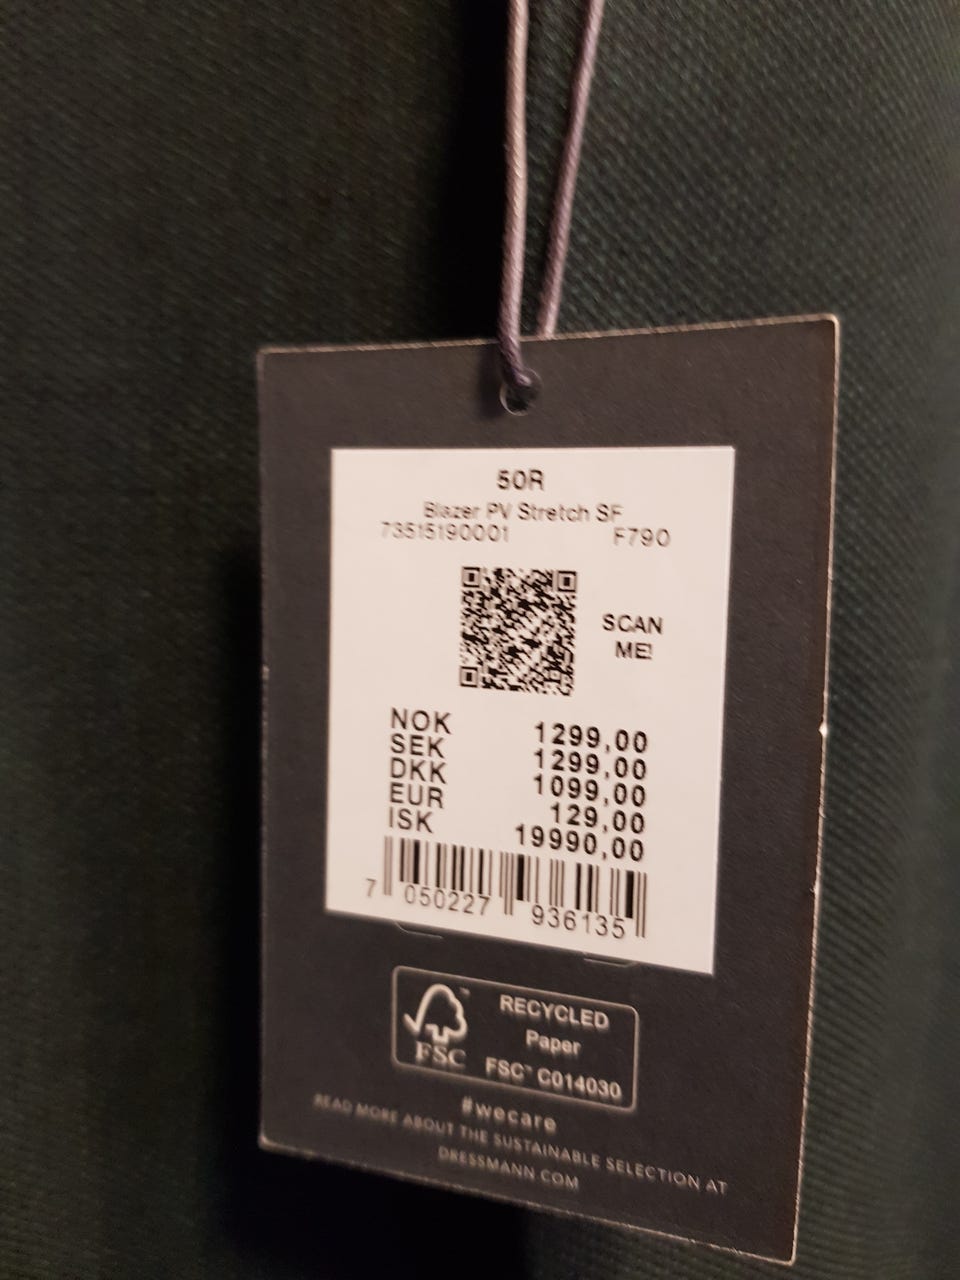 50R
Blazer PV Stretch SF
73515190001 F790
SCAN
ME!
NOK 1299,00
SEK 1299,00
DKK 1099,00
EUR 129,00
ISK 19990,00
7 050227 936135
FSC™
RECYCLED
Paper
FSC™ C014030
#wecare
READ MORE ABOUT THE SUSTAINABLE SELECTION AT
DRESSMANN.COM